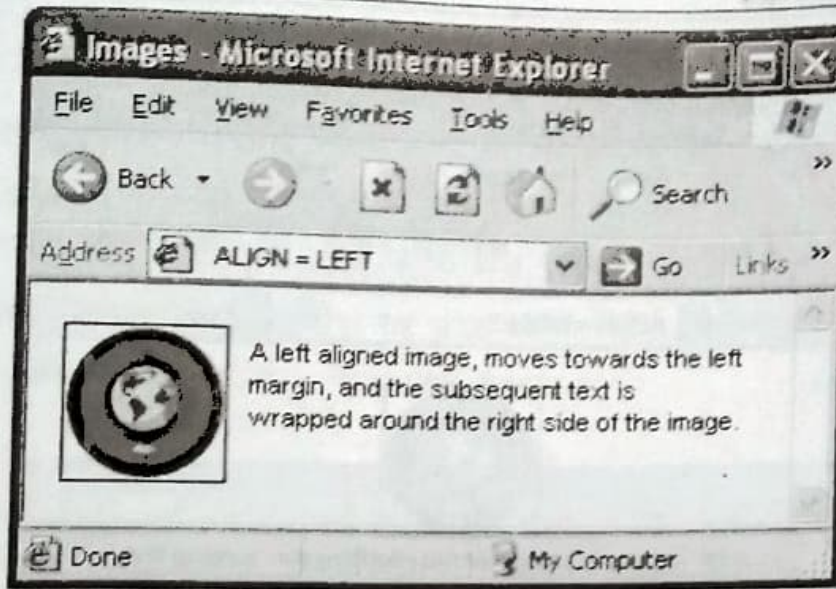 Images - Microsoft Internet Explorer
File Edit View Favorites Tools Help
Back Search »
Address ALIGN = LEFT Go Links »
A left aligned image, moves towards the left
margin, and the subsequent text is
wrapped around the right side of the image.
Done My Computer